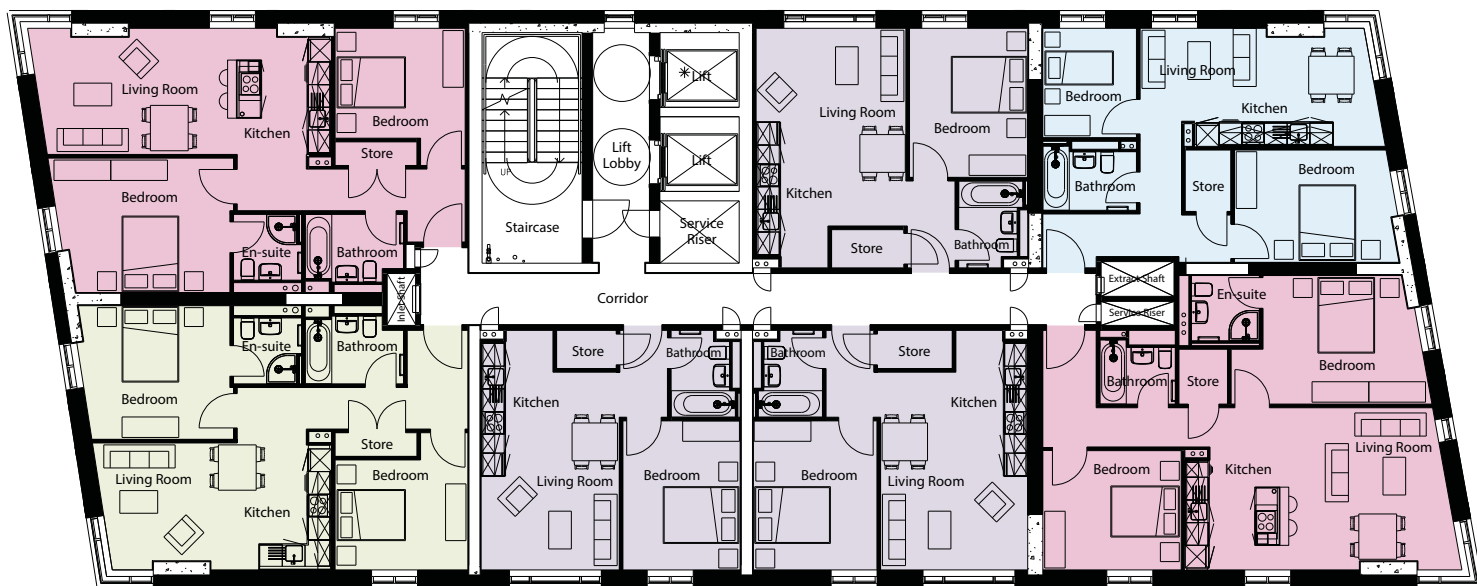 Living Room
Kitchen
Bedroom
Store
Bedroom
En-suite
Bathroom
UP
Staircase
Lift
Lobby
Lift
Lift
Service
Riser
Living Room
Kitchen
Bedroom
Store
Bathroom
Bedroom
Living Room
Kitchen
Bathroom
Store
Bedroom
Inlet Shaft
Corridor
Extract Shaft
Service Riser
En-suite
Bathroom
Bedroom
Store
Living Room
Kitchen
Bedroom
Store
Bathroom
Kitchen
Living Room
Bedroom
Bathroom
Store
Kitchen
Bedroom
Living Room
En-suite
Bedroom
Bathroom
Store
Bedroom
Kitchen
Living Room